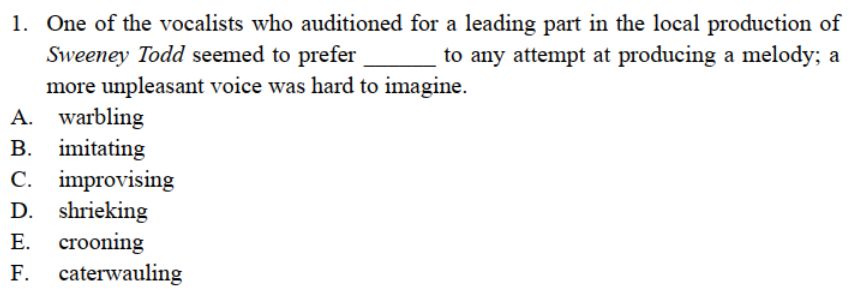 1. One of the vocalists who auditioned for a leading part in the local production of
Sweeney Todd seemed to prefer ______ to any attempt at producing a melody; a
more unpleasant voice was hard to imagine.
A. warbling
B. imitating
C. improvising
D. shrieking
E. crooning
F. caterwauling